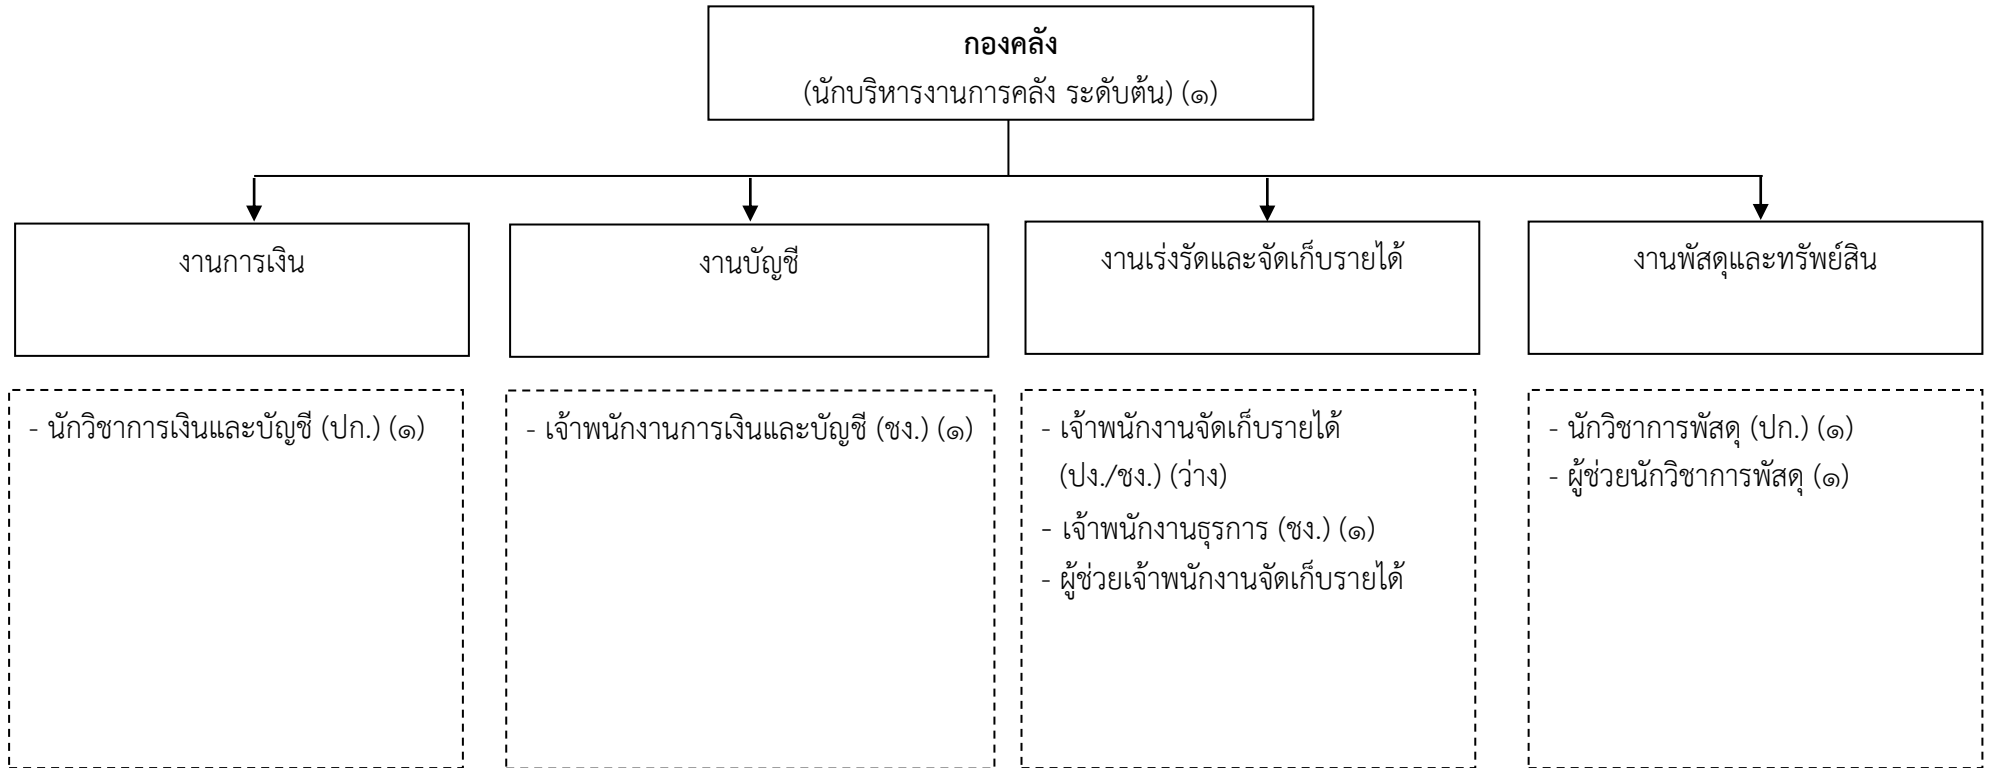 กองคลัง
(นักบริหารงานการคลัง ระดับต้น) (๑)
งานการเงิน
งานบัญชี
งานเร่งรัดและจัดเก็บรายได้
งานพัสดุและทรัพย์สิน
- นักวิชาการเงินและบัญชี (ปก.) (๑)
- เจ้าพนักงานการเงินและบัญชี (ชง.) (๑)
- เจ้าพนักงานจัดเก็บรายได้
(ปง./ชง.) (ว่าง)
- เจ้าพนักงานธุรการ (ชง.) (๑)
- ผู้ช่วยเจ้าพนักงานจัดเก็บรายได้
- นักวิชาการพัสดุ (ปก.) (๑)
- ผู้ช่วยนักวิชาการพัสดุ (๑)